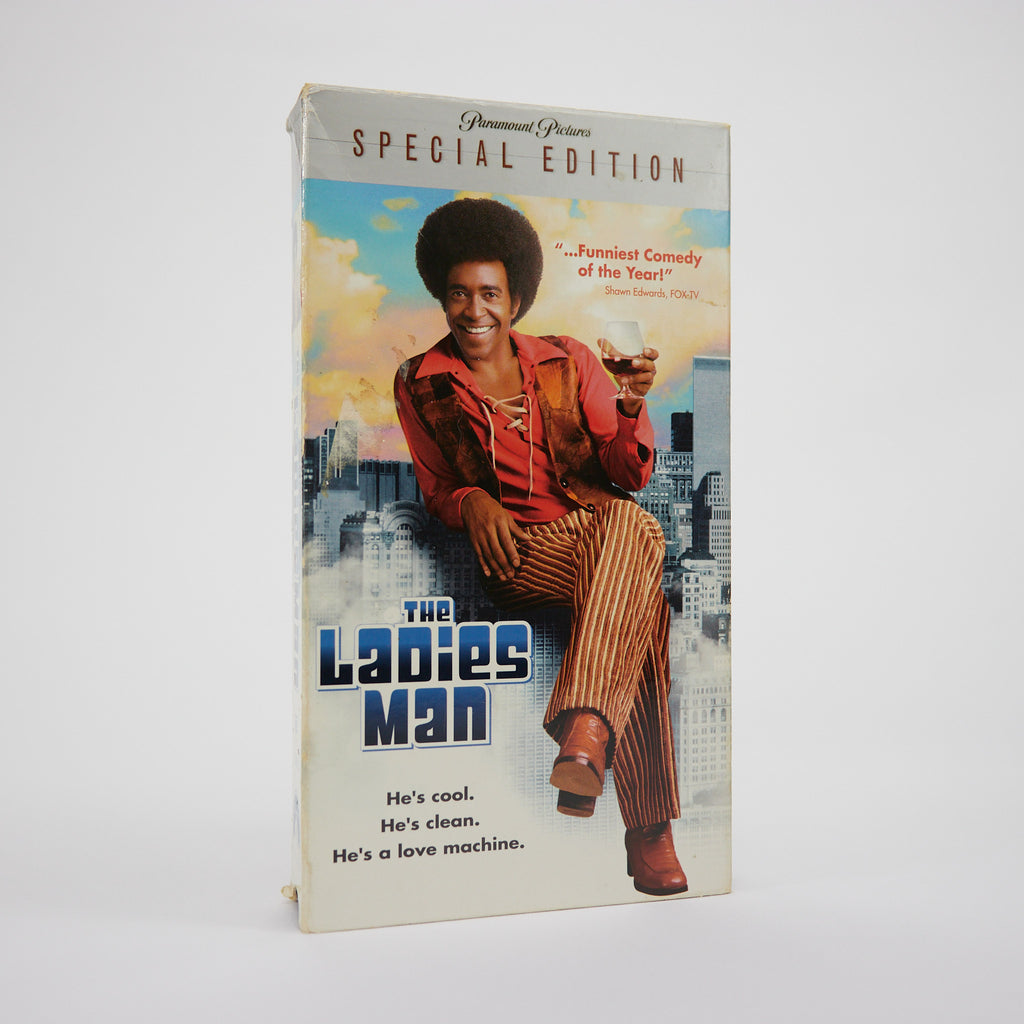 Paramount Pictures
SPECIAL EDITION
“...Funniest Comedy
of the Year!”
Shawn Edwards, FOX-TV
THE
LADIES
MAN
He's cool.
He's clean.
He's a love machine.